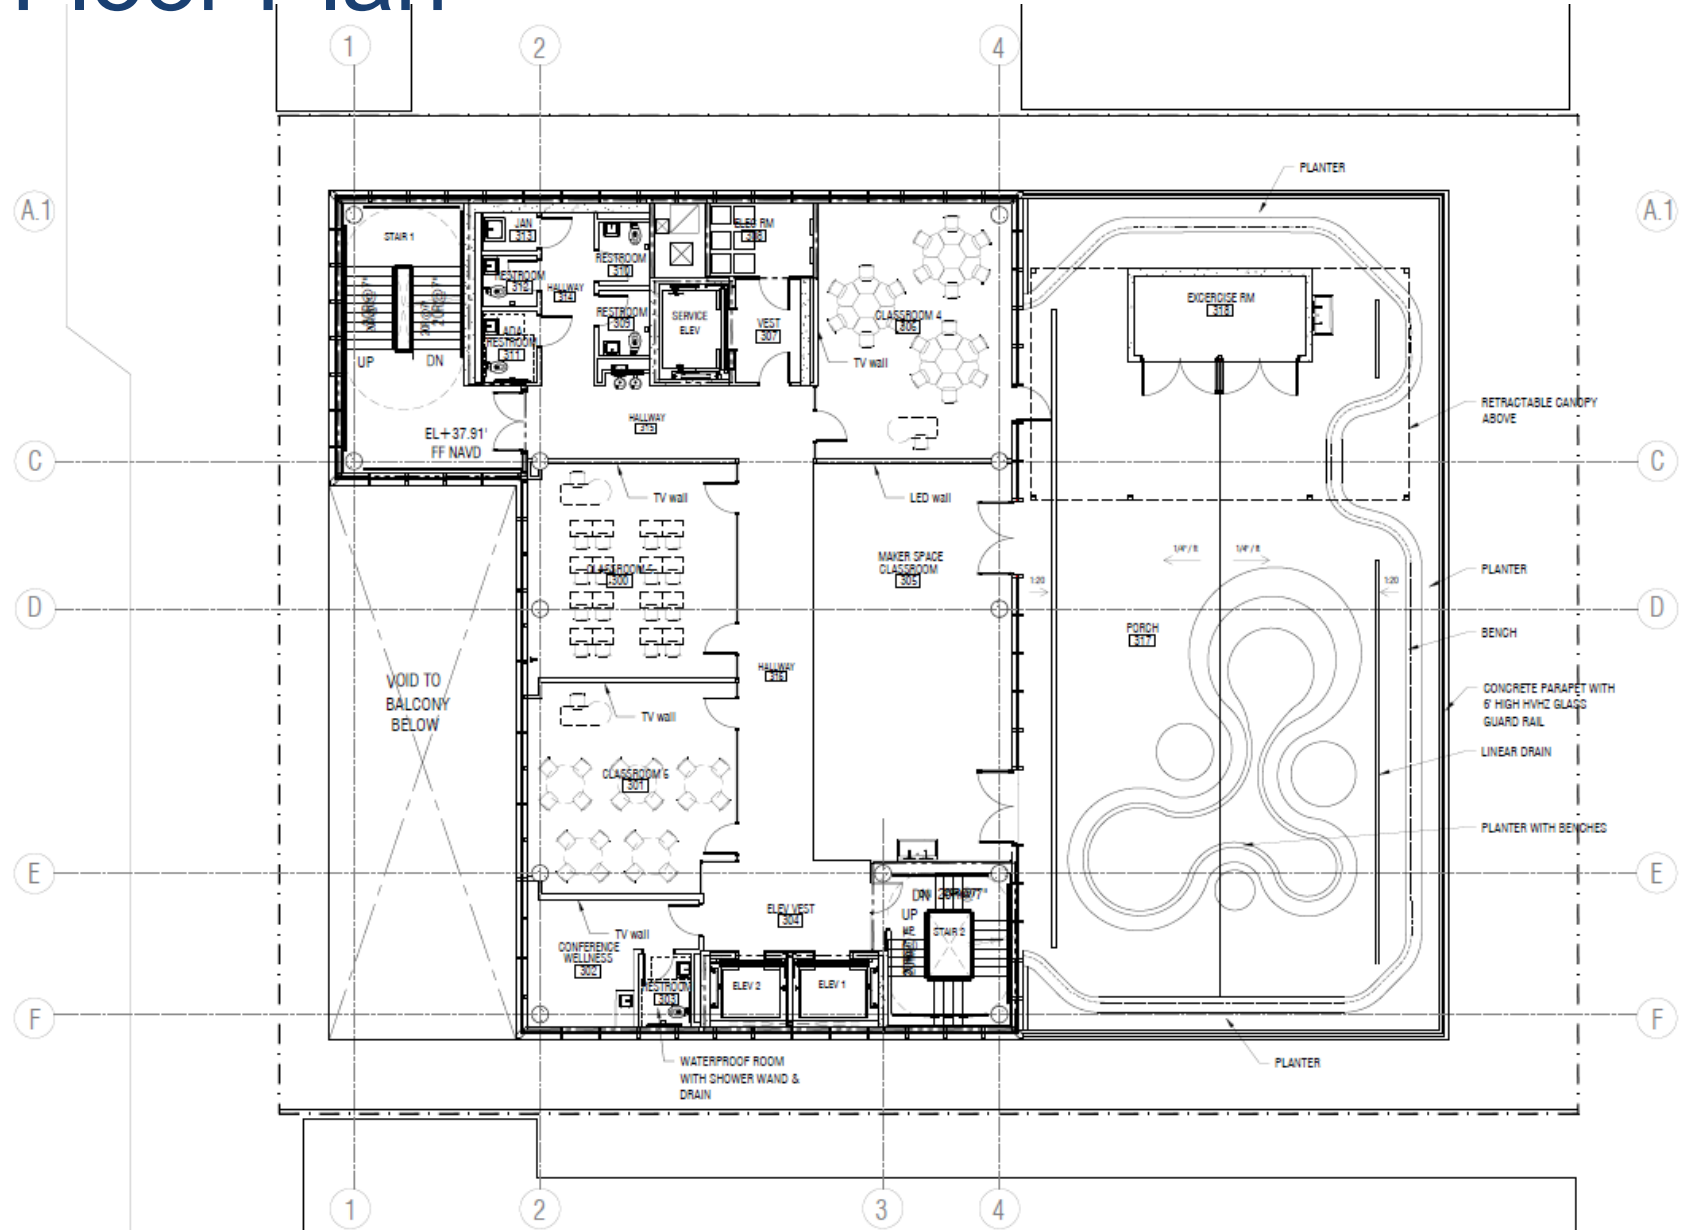 Floor Plan
1
2
4
PLANTER
A.1
A.1
STAIR 1
JAN
313
ELEC RM
308
RESTROOM
310
RESTROOM
312
HALLWAY
314
EXCERCISE RM
318
SERVICE
ELEV
RESTROOM
309
CLASSROOM 4
306
VEST
307
ADA
RESTROOM
311
UP
DN
TV wall
RETRACTABLE CANOPY
ABOVE
HALLWAY
315
EL+37.91'
FF NAVD
C
C
TV wall
LED wall
1/4" / ft
1/4" / ft
MAKER SPACE
CLASSROOM
305
CLASSROOM 5
300
PLANTER
1:20
1:20
D
D
PORCH
317
BENCH
HALLWAY
316
VOID TO
BALCONY
BELOW
CONCRETE PARAPET WITH
6' HIGH HVHZ GLASS
GUARD RAIL
TV wall
LINEAR DRAIN
CLASSROOM 6
301
PLANTER WITH BENCHES
E
E
DN
UP
ELEV VEST
304
STAIR 2
TV wall
CONFERENCE
WELLNESS
302
RESTROOM
303
ELEV 2
ELEV 1
F
F
WATERPROOF ROOM
WITH SHOWER WAND &
DRAIN
PLANTER
1
2
3
4